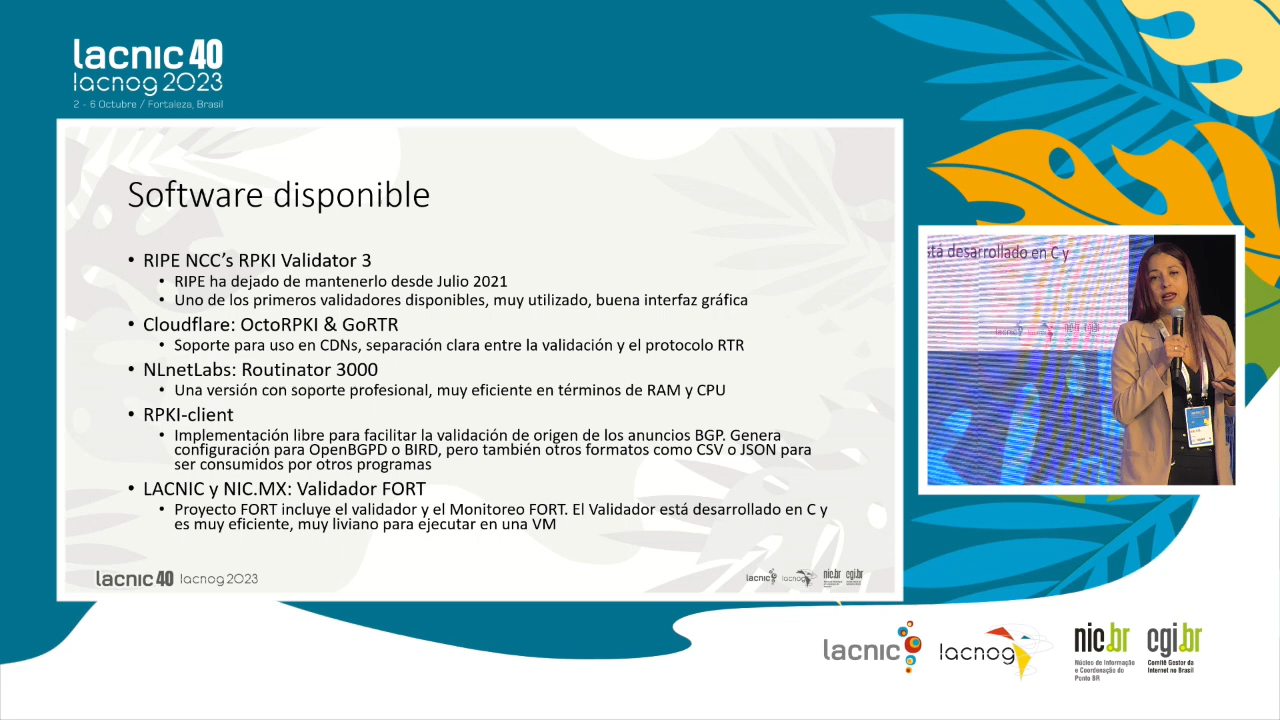 lacnic 40
lacnog 2023
2 - 6 Octubre / Fortaleza, Brasil
Software disponible
• RIPE NCC's RPKI Validator 3
• RIPE ha dejado de mantenerlo desde Julio 2021
• Uno de los primeros validadores disponibles, muy utilizado, buena interfaz gráfica
• Cloudflare: OctoRPKI & GoRTR
• Soporte para uso en CDNs, separación clara entre la validación y el protocolo RTR
• NLnetLabs: Routinator 3000
• Una versión con soporte profesional, muy eficiente en términos de RAM y CPU
• RPKI-client
• Implementación libre para facilitar la validación de origen de los anuncios BGP. Genera
configuración para OpenBGPD o BIRD, pero también otros formatos como CSV o JSON para
ser consumidos por otros programas
• LACNIC y NIC.MX: Validador FORT
• Proyecto FORT incluye el validador y el Monitoreo FORT. El Validador está desarrollado en C y
es muy eficiente, muy liviano para ejecutar en una VM
lacnic 40 lacnog 2023
lacnic lacnog nic.br cgi.br
tá desarrollado en C y
lacnic
lacnog
nic.br
Núcleo de Informação
e Coordenação do
Ponto BR
cgi.br
Comitê Gestor da
Internet no Brasil